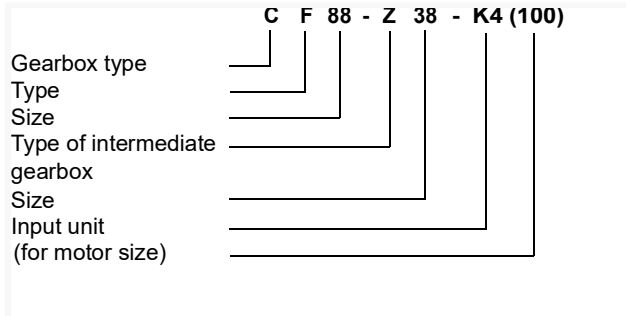 C F 88 - Z 38 - K4 (100)
Gearbox type
Type
Size
Type of intermediate
gearbox
Size
Input unit
(for motor size)